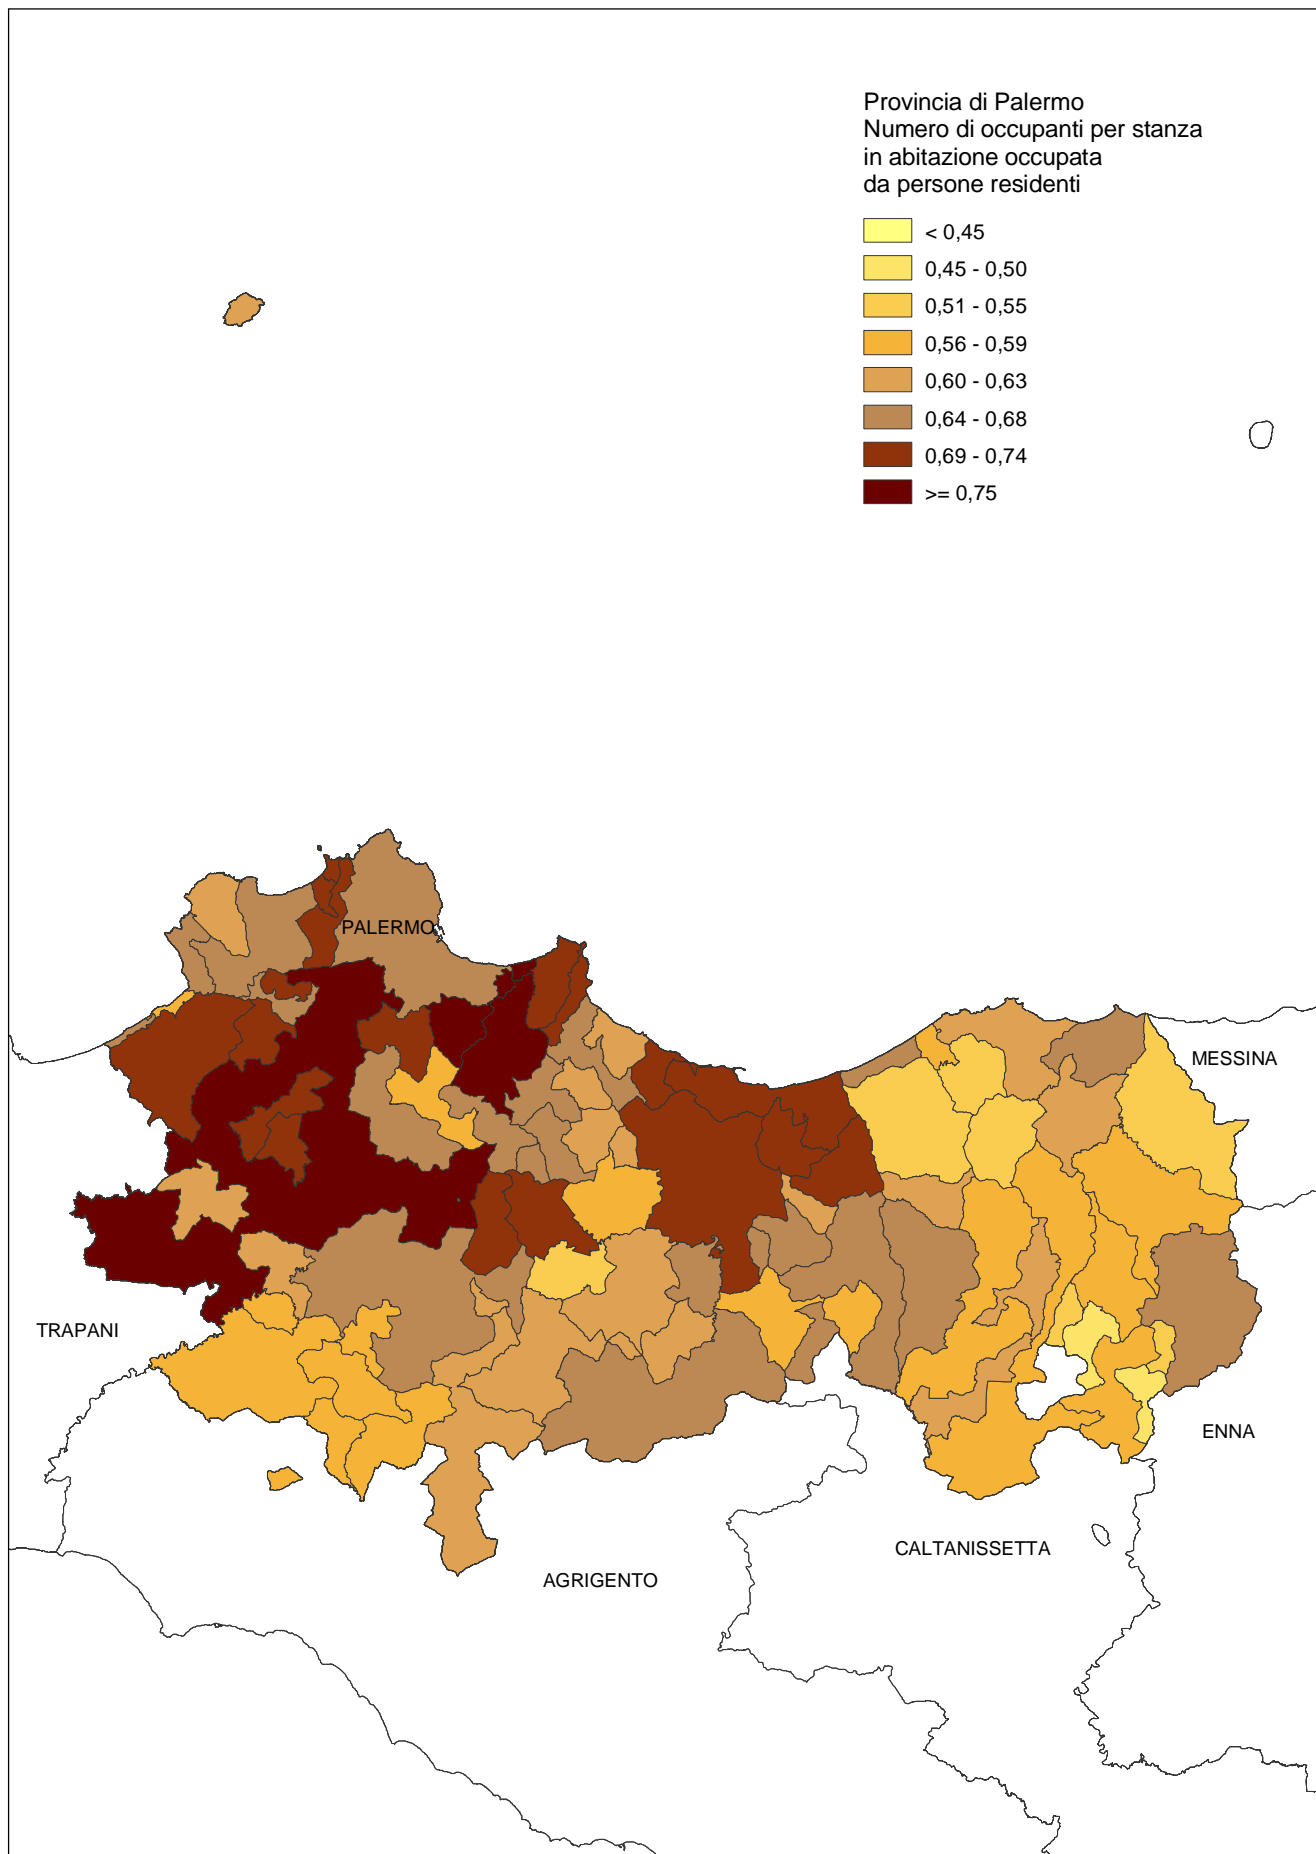 Provincia di Palermo
Numero di occupanti per stanza
in abitazione occupata
da persone residenti
< 0,45
0,45 - 0,50
0,51 - 0,55
0,56 - 0,59
0,60 - 0,63
0,64 - 0,68
0,69 - 0,74
>= 0,75
PALERMO
MESSINA
TRAPANI
ENNA
CALTANISSETTA
AGRIGENTO